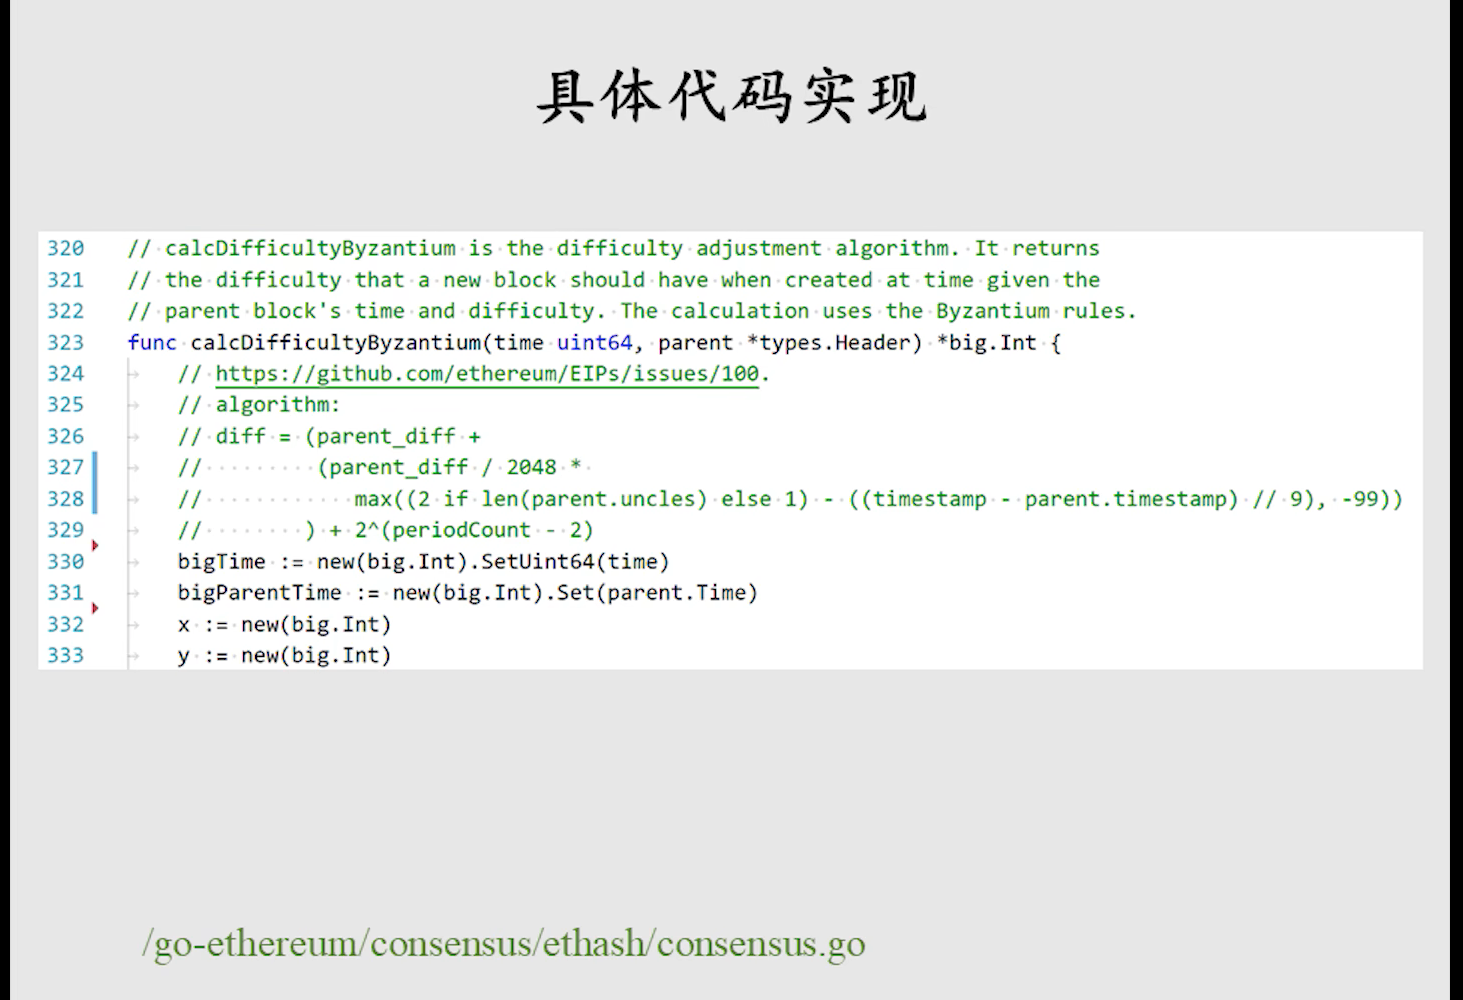 具体代码实现
320 // calcDifficultyByzantium is the difficulty adjustment algorithm. It returns
321 // the difficulty that a new block should have when created at time given the
322 // parent block's time and difficulty. The calculation uses the Byzantium rules.
323 func calcDifficultyByzantium(time uint64, parent *types.Header) *big.Int {
324 // https://github.com/ethereum/EIPs/issues/100.
325 // algorithm:
326 // diff = (parent_diff +
327 // (parent_diff / 2048 *
328 // max((2 if len(parent.uncles) else 1) - ((timestamp - parent.timestamp) // 9), -99))
329 // ) + 2^(periodCount - 2)
330 bigTime := new(big.Int).SetUint64(time)
331 bigParentTime := new(big.Int).Set(parent.Time)
332 x := new(big.Int)
333 y := new(big.Int)
/go-ethereum/consensus/ethash/consensus.go